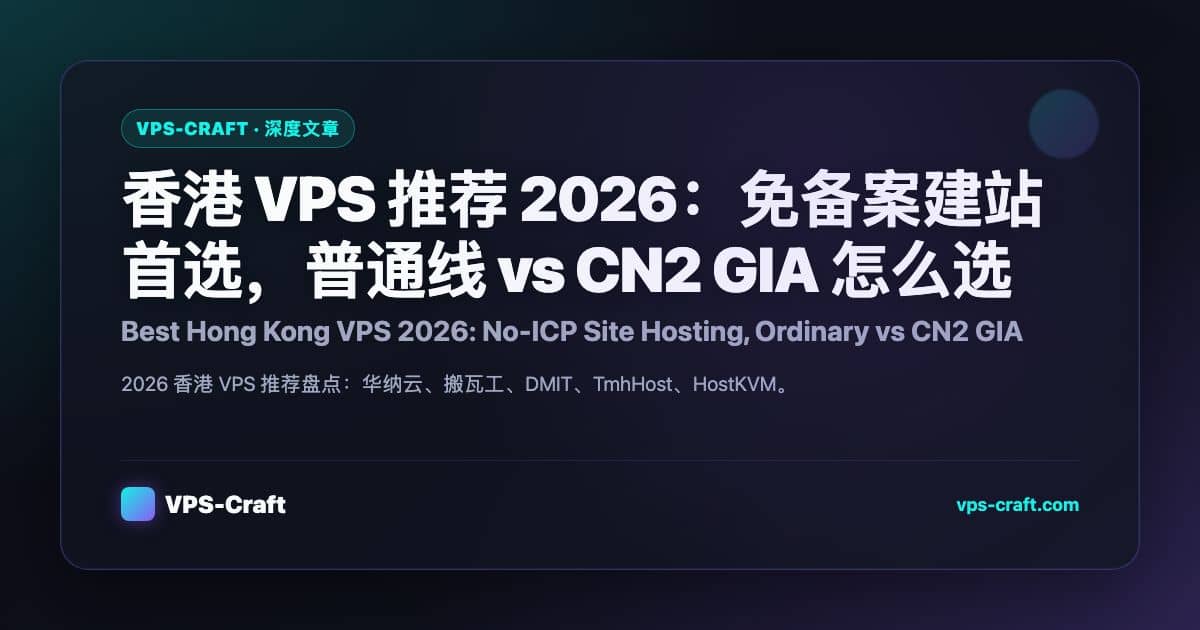 VPS-CRAFT · 深度文章
香港 VPS 推荐 2026：免备案建站
首选，普通线 vs CN2 GIA 怎么选
Best Hong Kong VPS 2026: No-ICP Site Hosting, Ordinary vs CN2 GIA
2026 香港 VPS 推荐盘点：华纳云、搬瓦工、DMIT、TmhHost、HostKVM。
VPS-Craft
vps-craft.com